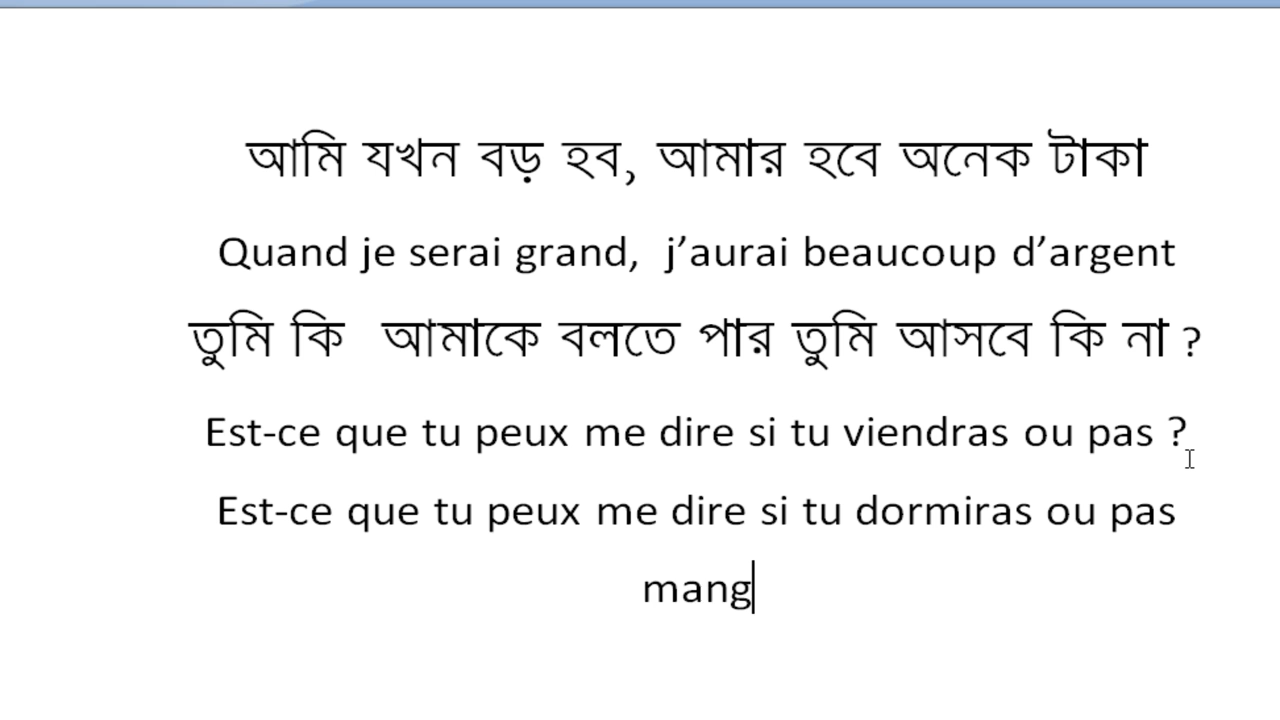 আমি যখন বড় হব, আমার হবে অনেক টাকা
Quand je serai grand, j’aurai beaucoup d’argent
তুমি কি আমাকে বলতে পার তুমি আসবে কি না ?
Est-ce que tu peux me dire si tu viendras ou pas ?
Est-ce que tu peux me dire si tu dormiras ou pas
mang